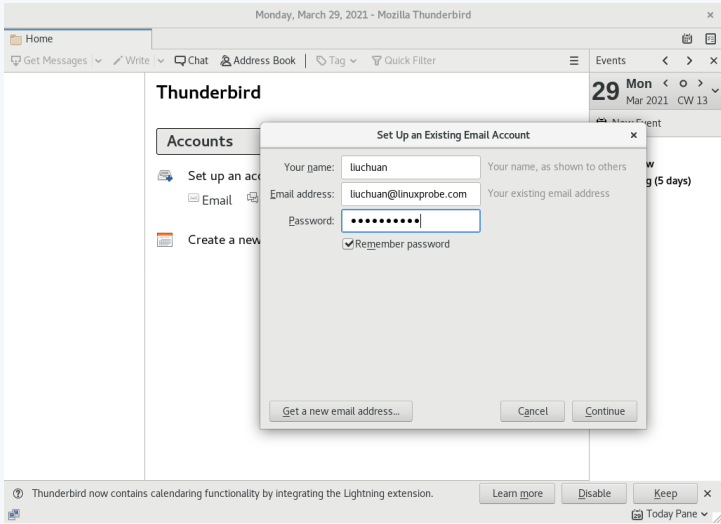 Monday, March 29, 2021 - Mozilla Thunderbird
Home
Get Messages Write Chat Address Book Tag Quick Filter
Events
29 Mon
Mar 2021 CW 13
New Event
Thunderbird
Accounts
Set up an acc
Email
Create a new
w
g (5 days)
Set Up an Existing Email Account
Your name: liuchuan Your name, as shown to others
Email address: liuchuan@linuxprobe.com Your existing email address
Password: ●●●●●●●●●●
Remember password
Get a new email address... Cancel Continue
Thunderbird now contains calendaring functionality by integrating the Lightning extension. Learn more Disable Keep
Today Pane